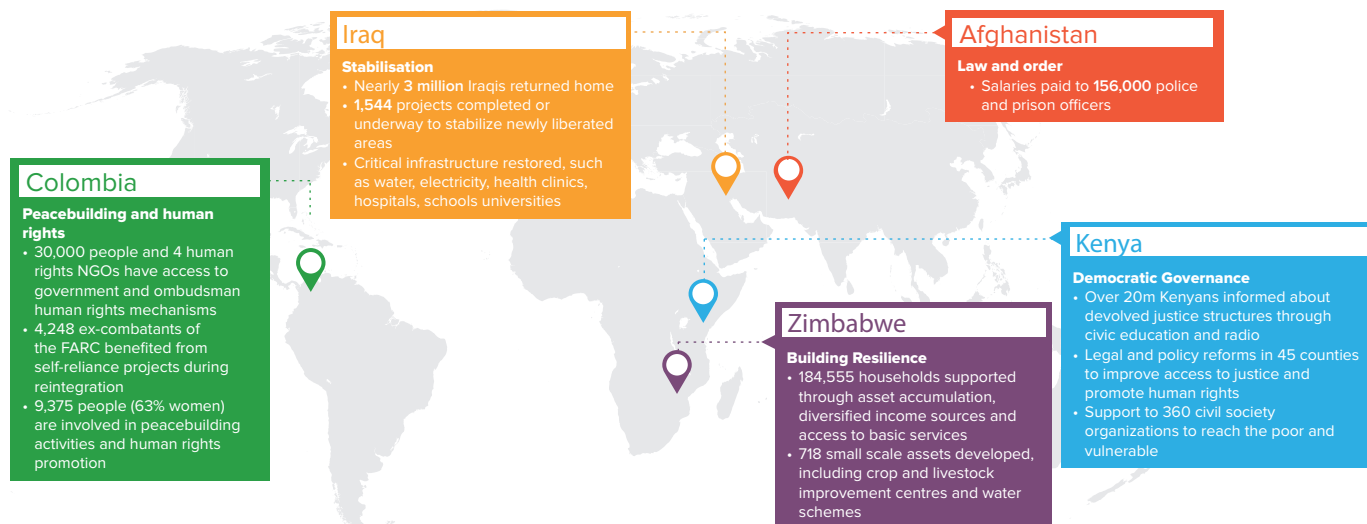 Iraq
Stabilisation
• Nearly 3 million Iraqis returned home
• 1,544 projects completed or
underway to stabilize newly liberated
areas
• Critical infrastructure restored, such
as water, electricity, health clinics,
hospitals, schools universities
Afghanistan
Law and order
• Salaries paid to 156,000 police
and prison officers
Colombia
Peacebuilding and human
rights
• 30,000 people and 4 human
rights NGOs have access to
government and ombudsman
human rights mechanisms
• 4,248 ex-combatants of
the FARC benefited from
self-reliance projects during
reintegration
• 9,375 people (63% women)
are involved in peacebuilding
activities and human rights
promotion
Kenya
Democratic Governance
• Over 20m Kenyans informed about
devolved justice structures through
civic education and radio
• Legal and policy reforms in 45 counties
to improve access to justice and
promote human rights
• Support to 360 civil society
organizations to reach the poor and
vulnerable
Zimbabwe
Building Resilience
• 184,555 households supported
through asset accumulation,
diversified income sources and
access to basic services
• 718 small scale assets developed,
including crop and livestock
improvement centres and water
schemes